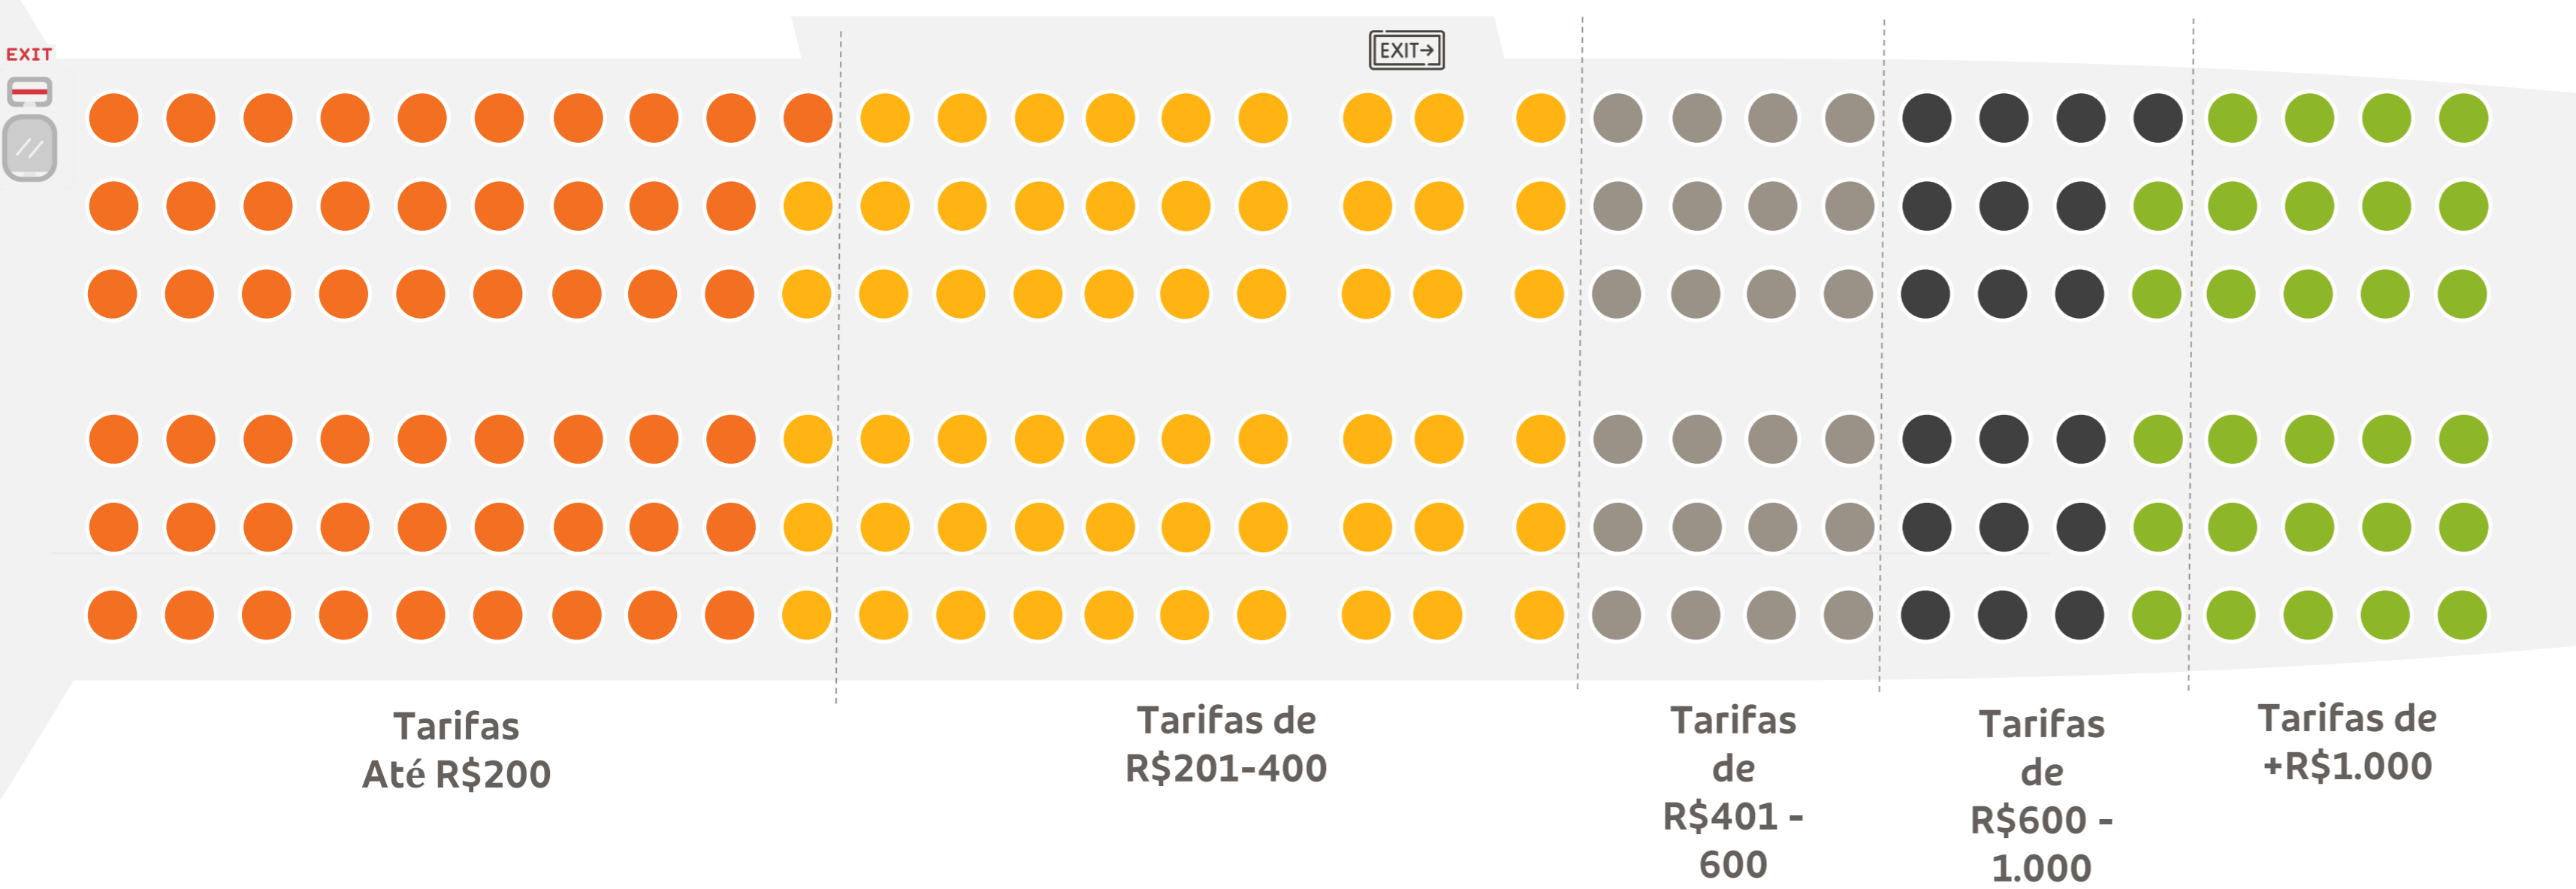 EXIT
EXIT→
Tarifas
Até R$200
Tarifas de
R$201-400
Tarifas
de
R$401 -
600
Tarifas
de
R$600 -
1.000
Tarifas de
+R$1.000